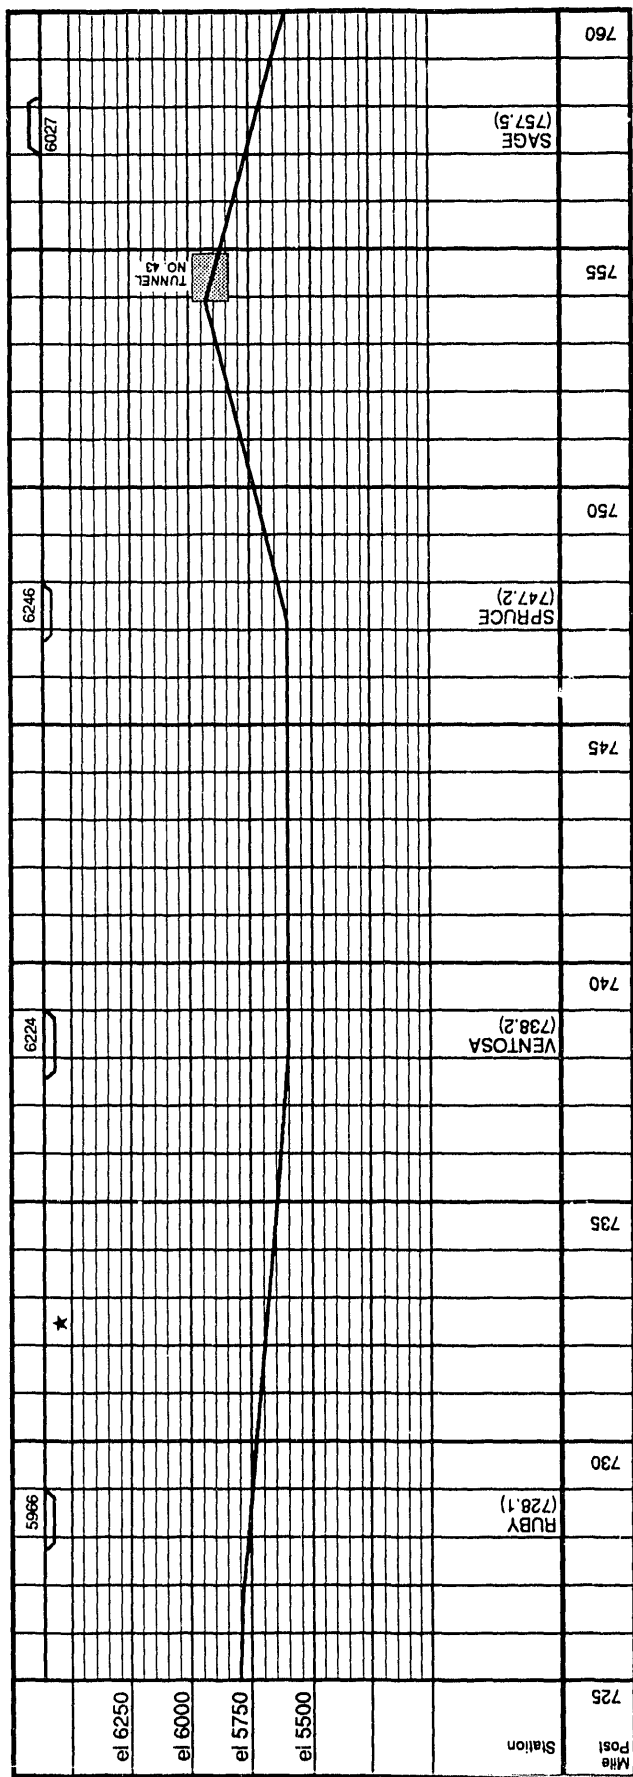 760
6027
SAGE
(757.5)
TUNNEL
NO. 43
755
750
6246
SPRUCE
(747.2)
745
740
6224
VENTOSA
(738.2)
735
★
730
5966
RUBY
(728.1)
725
el 6250
el 6000
el 5750
el 5500
Station
Mile
Post